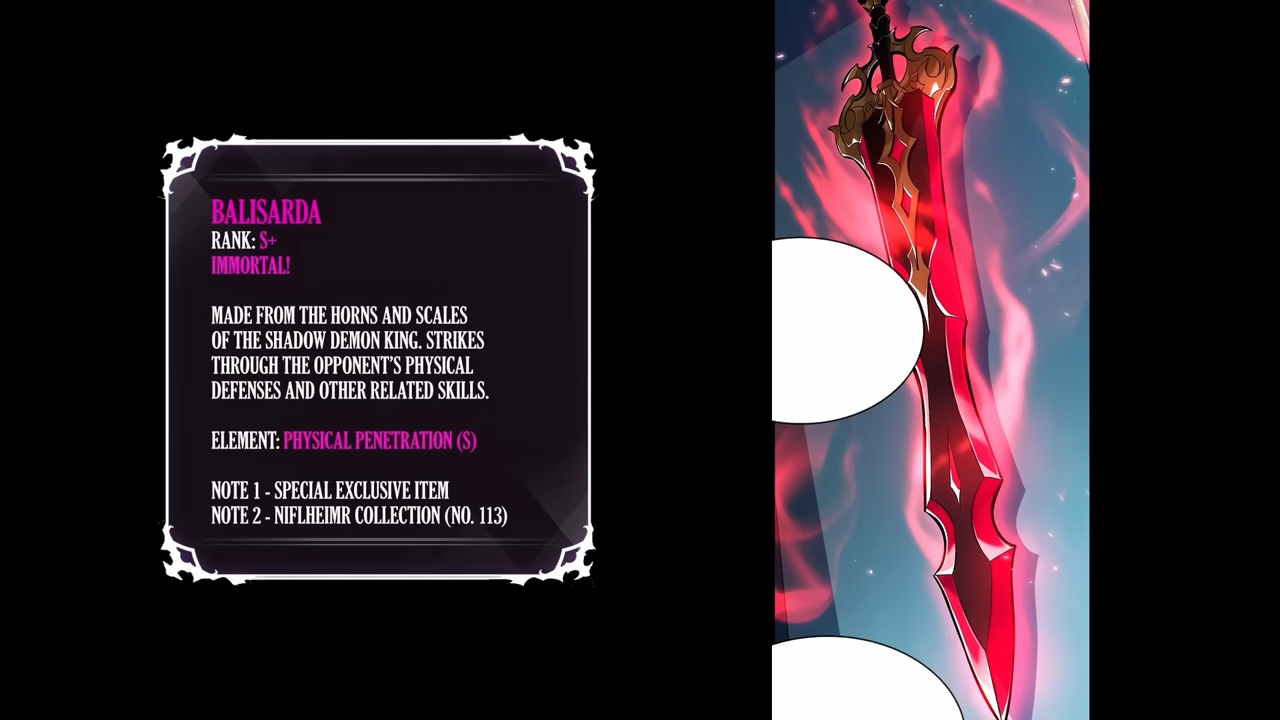 BALISARDA
RANK: S+
IMMORTAL!
MADE FROM THE HORNS AND SCALES
OF THE SHADOW DEMON KING. STRIKES
THROUGH THE OPPONENT'S PHYSICAL
DEFENSES AND OTHER RELATED SKILLS.
ELEMENT: PHYSICAL PENETRATION (S)
NOTE 1 - SPECIAL EXCLUSIVE ITEM
NOTE 2 - NIFLHEIMR COLLECTION (NO. 113)